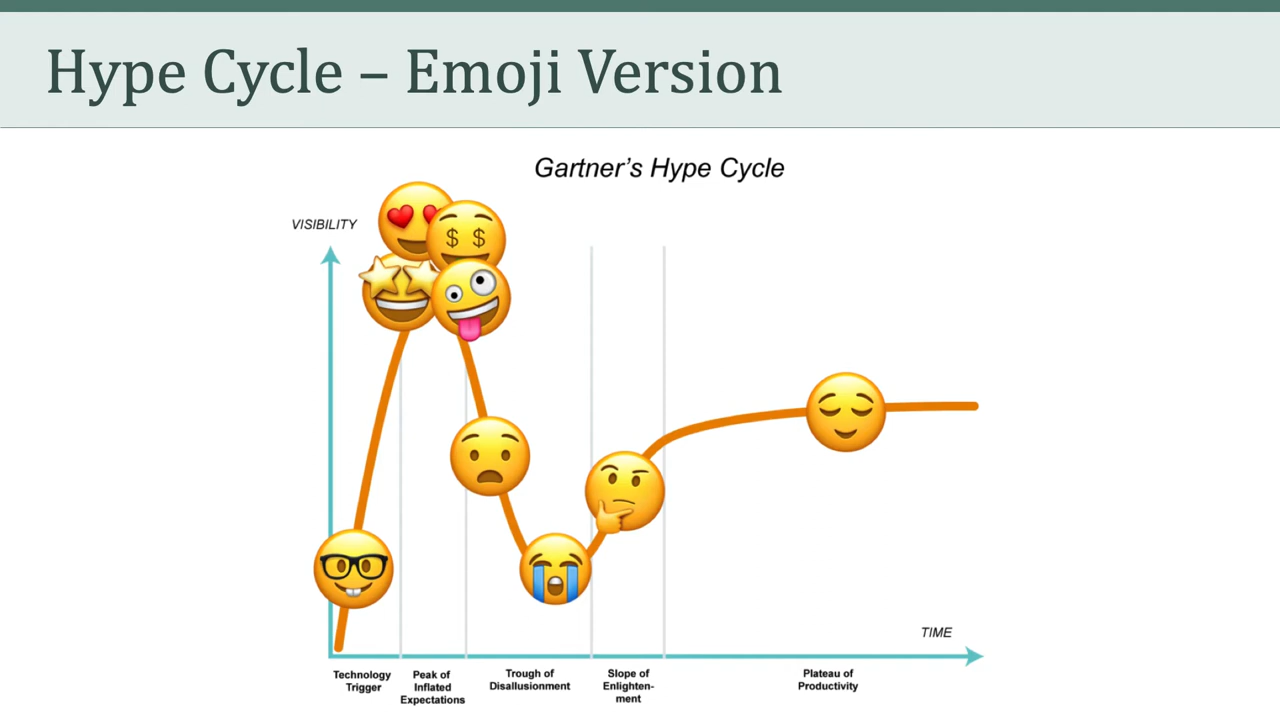 Hype Cycle – Emoji Version
Gartner’s Hype Cycle
VISIBILITY
$ $
TIME
Technology
Trigger
Peak of
Inflated
Expectations
Trough of
Disallusionment
Slope of
Enlighten-
ment
Plateau of
Productivity